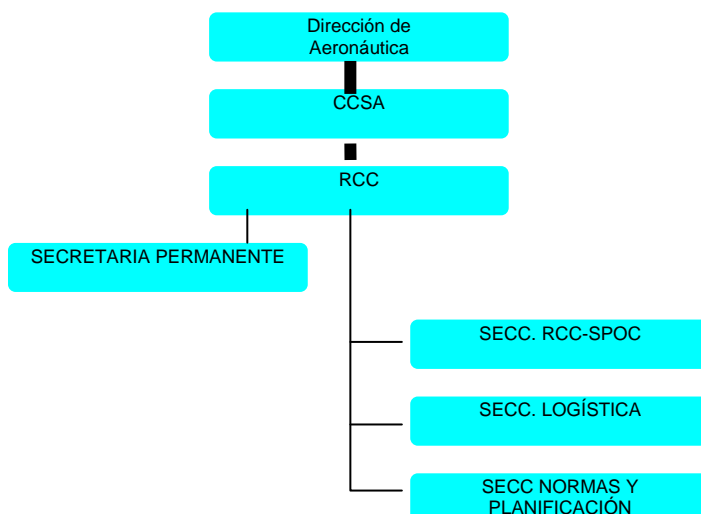 Dirección de
Aeronáutica
CCSA
RCC
SECRETARIA PERMANENTE
SECC. RCC-SPOC
SECC. LOGÍSTICA
SECC NORMAS Y
PLANIFICACIÓN